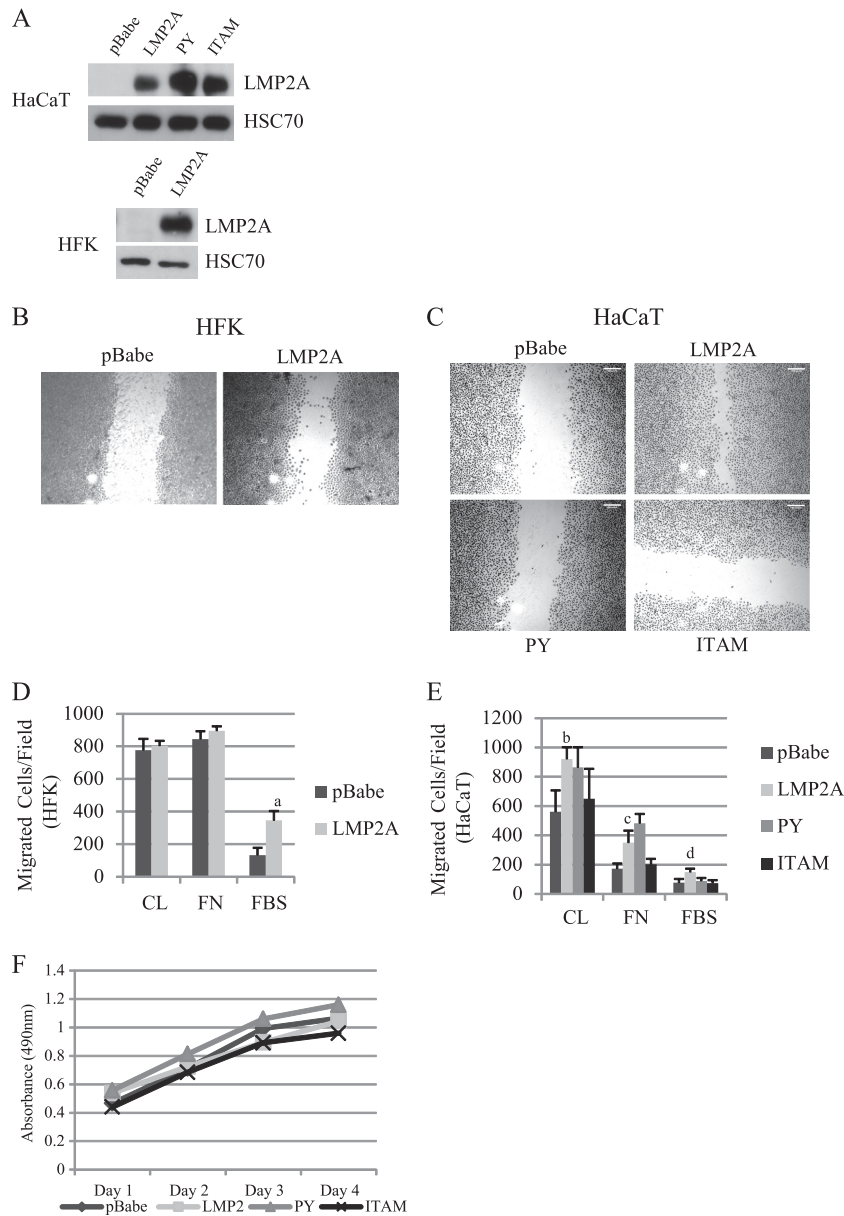 A
pBabe
LMP2A
PY
ITAM
HaCaT
LMP2A
HSC70
pBabe
LMP2A
HFK
LMP2A
HSC70
B
HFK
pBabe
LMP2A
C
HaCaT
pBabe
LMP2A
PY
ITAM
D
Migrated Cells/Field
(HFK)
1000
800
600
400
200
0
a
CL
FN
FBS
pBabe
LMP2A
E
Migrated Cells/Field
(HaCaT)
1200
1000
800
600
400
200
0
b
c
d
CL
FN
FBS
pBabe
LMP2A
PY
ITAM
F
Absorbance (490nm)
1.4
1.2
1
0.8
0.6
0.4
0.2
0
Day 1
Day 2
Day 3
Day 4
pBabe
LMP2
PY
ITAM